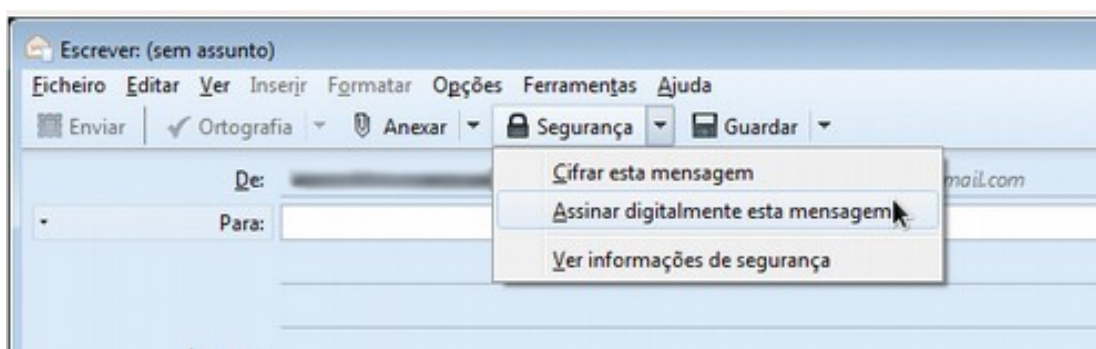 Escrever: (sem assunto)
Ficheiro Editar Ver Inserir Formatar Opções Ferramentas Ajuda
Enviar Ortografia Anexar Segurança Guardar
Cifrar esta mensagem
De: mail.com
Assinar digitalmente esta mensagem
Para:
Ver informações de segurança